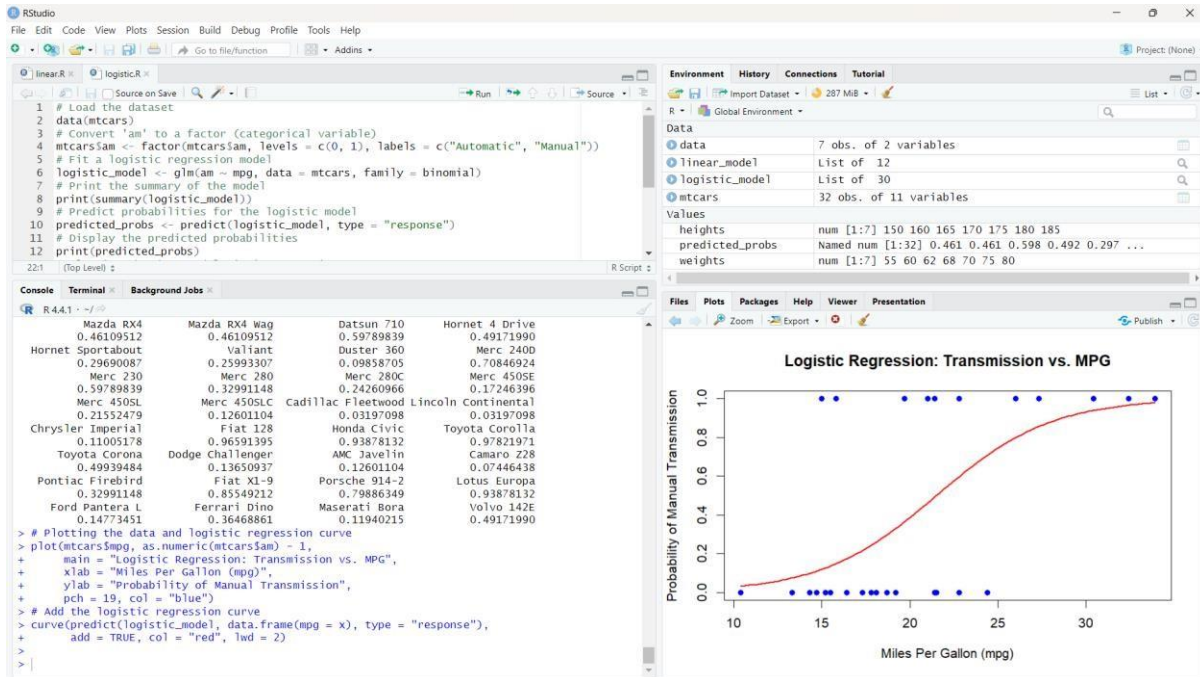 RStudio
File Edit Code View Plots Session Build Debug Profile Tools Help
Go to file/function
Addins
Project: (None)
linear.R
logistic.R
Source on Save
Run
Source
1 # Load the dataset
2 data(mtcars)
3 # Convert 'am' to a factor (categorical variable)
4 mtcars$am <- factor(mtcars$am, levels = c(0, 1), labels = c("Automatic", "Manual"))
5 # Fit a logistic regression model
6 logistic_model <- glm(am ~ mpg, data = mtcars, family = binomial)
7 # Print the summary of the model
8 print(summary(logistic_model))
9 # Predict probabilities for the logistic model
10 predicted_probs <- predict(logistic_model, type = "response")
11 # Display the predicted probabilities
12 print(predicted_probs)
22:1 (Top Level) R Script
Console Terminal Background Jobs
R 4.4.1 · ~/
Mazda RX4 Mazda RX4 Wag Datsun 710 Hornet 4 Drive
0.46109512 0.46109512 0.59789839 0.49171990
Hornet Sportabout Valiant Duster 360 Merc 240D
0.29690087 0.25993307 0.09858705 0.70846924
Merc 230 Merc 280 Merc 280C Merc 450SE
0.59789839 0.32991148 0.24260966 0.17246396
Merc 450SL Merc 450SLC Cadillac Fleetwood Lincoln Continental
0.21552479 0.12601104 0.03197098 0.03197098
Chrysler Imperial Fiat 128 Honda Civic Toyota Corolla
0.11005178 0.96591395 0.93878132 0.97821971
Toyota Corona Dodge Challenger AMC Javelin Camaro Z28
0.49939484 0.13650937 0.12601104 0.07446438
Pontiac Firebird Fiat X1-9 Porsche 914-2 Lotus Europa
0.32991148 0.85549212 0.79886349 0.93878132
Ford Pantera L Ferrari Dino Maserati Bora Volvo 142E
0.14773451 0.36468861 0.11940215 0.49171990
> # Plotting the data and logistic regression curve
> plot(mtcars$mpg, as.numeric(mtcars$am) - 1,
+ main = "Logistic Regression: Transmission vs. MPG",
+ xlab = "Miles Per Gallon (mpg)",
+ ylab = "Probability of Manual Transmission",
+ pch = 19, col = "blue")
> # Add the logistic regression curve
> curve(predict(logistic_model, data.frame(mpg = x), type = "response"),
+ add = TRUE, col = "red", lwd = 2)
>
>
Environment History Connections Tutorial
Import Dataset 287 MiB List
R Global Environment
Data
data 7 obs. of 2 variables
linear_model List of 12
logistic_model List of 30
mtcars 32 obs. of 11 variables
Values
heights num [1:7] 150 160 165 170 175 180 185
predicted_probs Named num [1:32] 0.461 0.461 0.598 0.492 0.297 ...
weights num [1:7] 55 60 62 68 70 75 80
Files Plots Packages Help Viewer Presentation
Zoom Export Publish
Logistic Regression: Transmission vs. MPG
Probability of Manual Transmission
1.0
0.8
0.6
0.4
0.2
0.0
10 15 20 25 30
Miles Per Gallon (mpg)